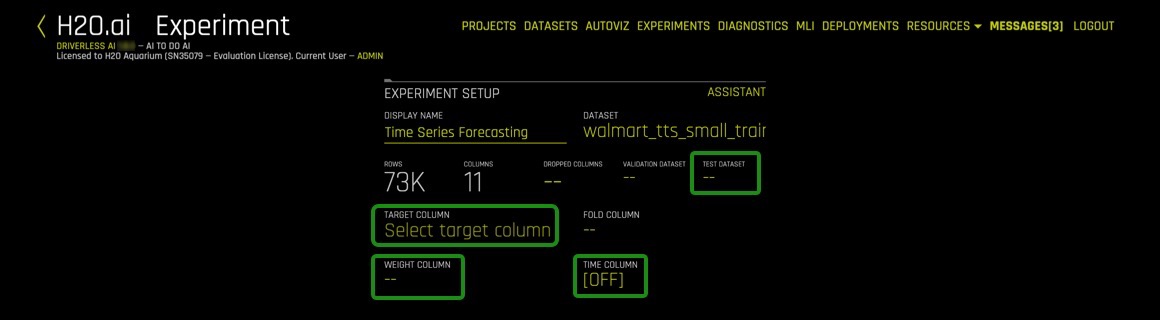 H2O.ai Experiment
PROJECTS DATASETS AUTOVIZ EXPERIMENTS DIAGNOSTICS MLI DEPLOYMENTS RESOURCES MESSAGES[3] LOGOUT
DRIVERLESS AI — AI TO DO AI
Licensed to H2O Aquarium (SN35079 — Evaluation License). Current User — ADMIN
EXPERIMENT SETUP ASSISTANT
DISPLAY NAME DATASET
Time Series Forecasting walmart_tts_small_train
ROWS COLUMNS DROPPED COLUMNS VALIDATION DATASET TEST DATASET
73K 11 -- -- --
TARGET COLUMN FOLD COLUMN
Select target column --
WEIGHT COLUMN TIME COLUMN
-- [OFF]